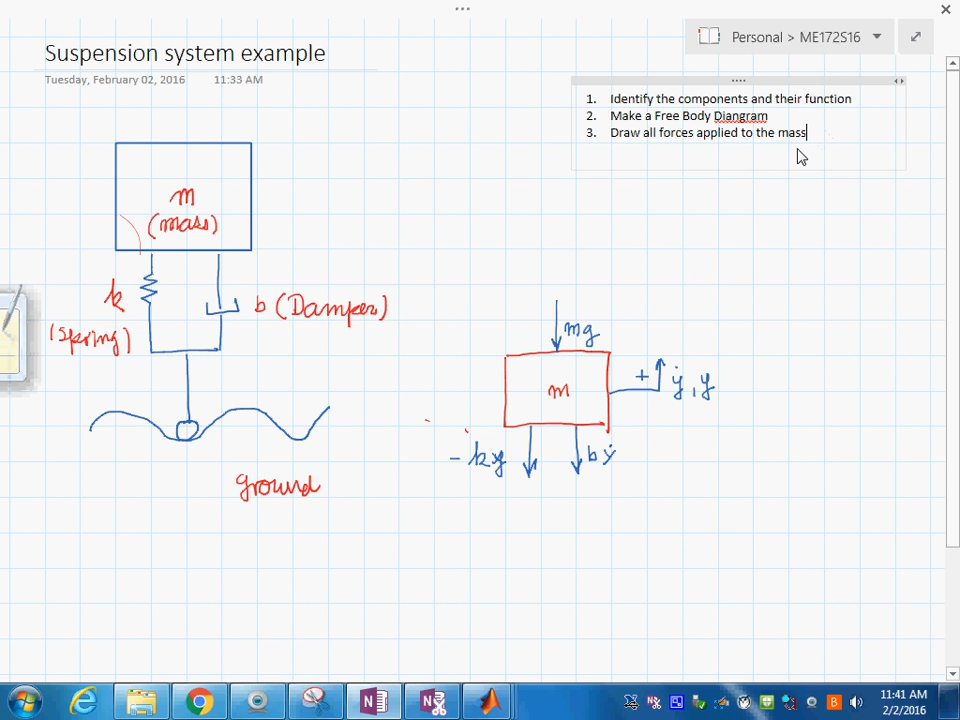 Personal > ME172S16
Suspension system example
Tuesday, February 02, 2016 11:33 AM
1. Identify the components and their function
2. Make a Free Body Diangram
3. Draw all forces applied to the mass
m
(mass)
k
(Spring)
b (Damper)
ground
mg
m
+ ẏ, y
bẏ
11:41 AM
2/2/2016